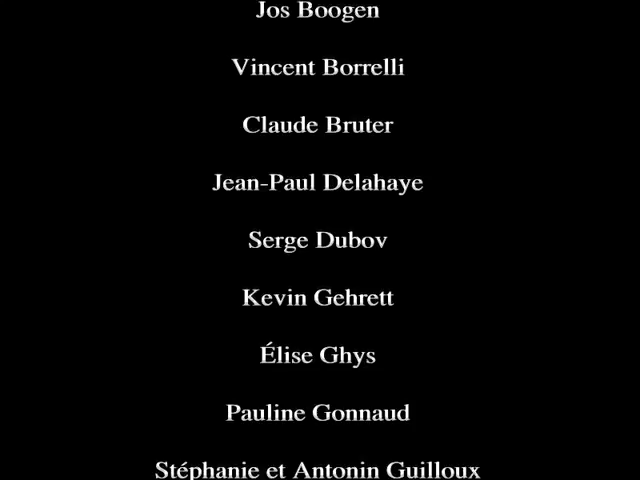 Jos Boogen
Vincent Borrelli
Claude Bruter
Jean-Paul Delahaye
Serge Dubov
Kevin Gehrett
Élise Ghys
Pauline Gonnaud
Stéphanie et Antonin Guilloux